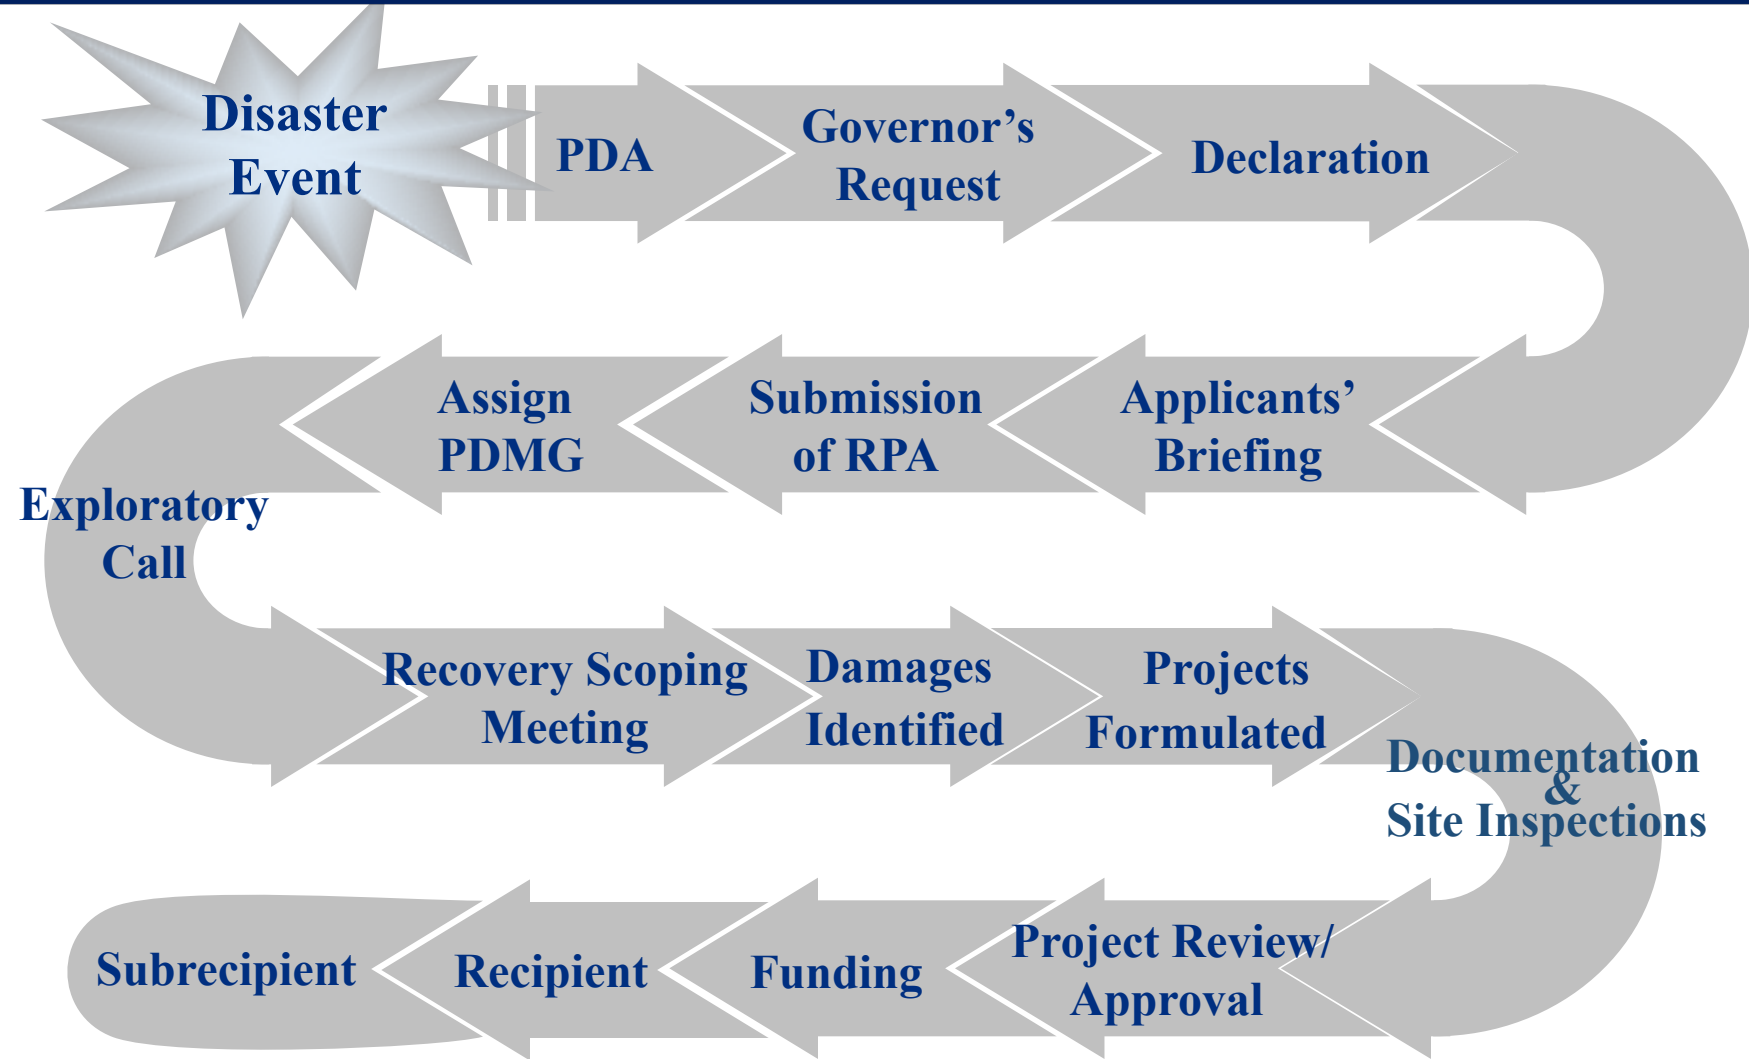 Disaster
Event
PDA
Governor’s
Request
Declaration
Applicants’
Briefing
Submission
of RPA
Assign
PDMG
Exploratory
Call
Recovery Scoping
Meeting
Damages
Identified
Projects
Formulated
Documentation
&
Site Inspections
Project Review/
Approval
Funding
Recipient
Subrecipient